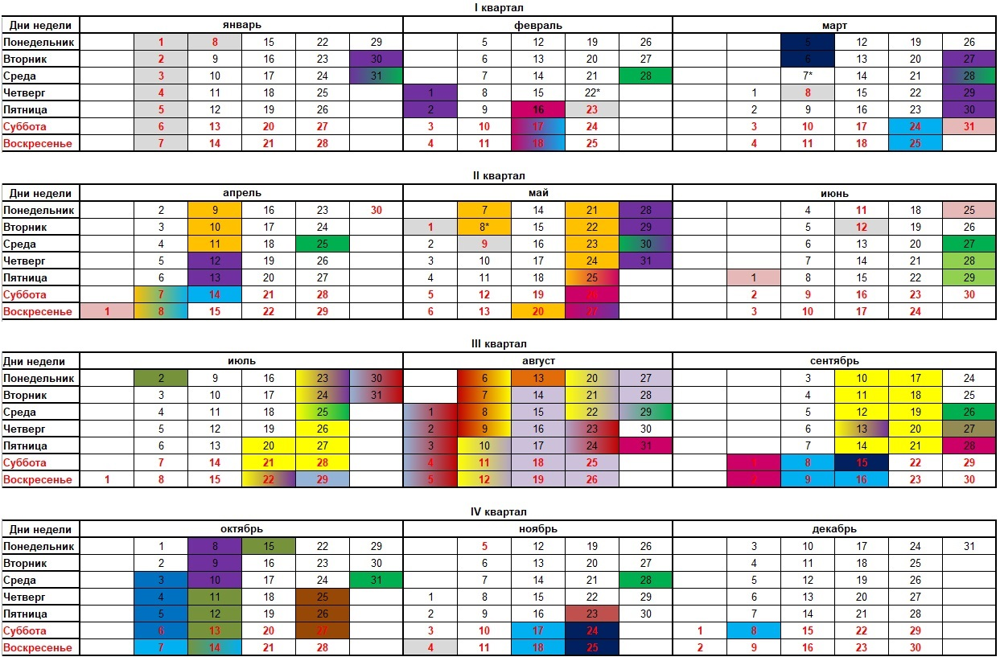 I квартал
Дни недели январь февраль март
Понедельник 1 8 15 22 29 5 12 19 26 5 12 19 26
Вторник 2 9 16 23 30 6 13 20 27 6 13 20 27
Среда 3 10 17 24 31 7 14 21 28 7* 14 21 28
Четверг 4 11 18 25 1 8 15 22* 1 8 15 22 29
Пятница 5 12 19 26 2 9 16 23 2 9 16 23 30
Суббота 6 13 20 27 3 10 17 24 3 10 17 24 31
Воскресенье 7 14 21 28 4 11 18 25 4 11 18 25
II квартал
Дни недели апрель май июнь
Понедельник 2 9 16 23 30 7 14 21 28 4 11 18 25
Вторник 3 10 17 24 1 8* 15 22 29 5 12 19 26
Среда 4 11 18 25 2 9 16 23 30 6 13 20 27
Четверг 5 12 19 26 3 10 17 24 31 7 14 21 28
Пятница 6 13 20 27 4 11 18 25 1 8 15 22 29
Суббота 7 14 21 28 5 12 19 26 2 9 16 23 30
Воскресенье 1 8 15 22 29 6 13 20 27 3 10 17 24
III квартал
Дни недели июль август сентябрь
Понедельник 2 9 16 23 30 6 13 20 27 3 10 17 24
Вторник 3 10 17 24 31 7 14 21 28 4 11 18 25
Среда 4 11 18 25 1 8 15 22 29 5 12 19 26
Четверг 5 12 19 26 2 9 16 23 30 6 13 20 27
Пятница 6 13 20 27 3 10 17 24 31 7 14 21 28
Суббота 7 14 21 28 4 11 18 25 1 8 15 22 29
Воскресенье 1 8 15 22 29 5 12 19 26 2 9 16 23 30
IV квартал
Дни недели октябрь ноябрь декабрь
Понедельник 1 8 15 22 29 5 12 19 26 3 10 17 24 31
Вторник 2 9 16 23 30 6 13 20 27 4 11 18 25
Среда 3 10 17 24 31 7 14 21 28 5 12 19 26
Четверг 4 11 18 25 1 8 15 22 29 6 13 20 27
Пятница 5 12 19 26 2 9 16 23 7 14 21 28
Суббота 6 13 20 27 3 10 17 24 1 8 15 22 29
Воскресенье 7 14 21 28 4 11 18 25 2 9 16 23 30